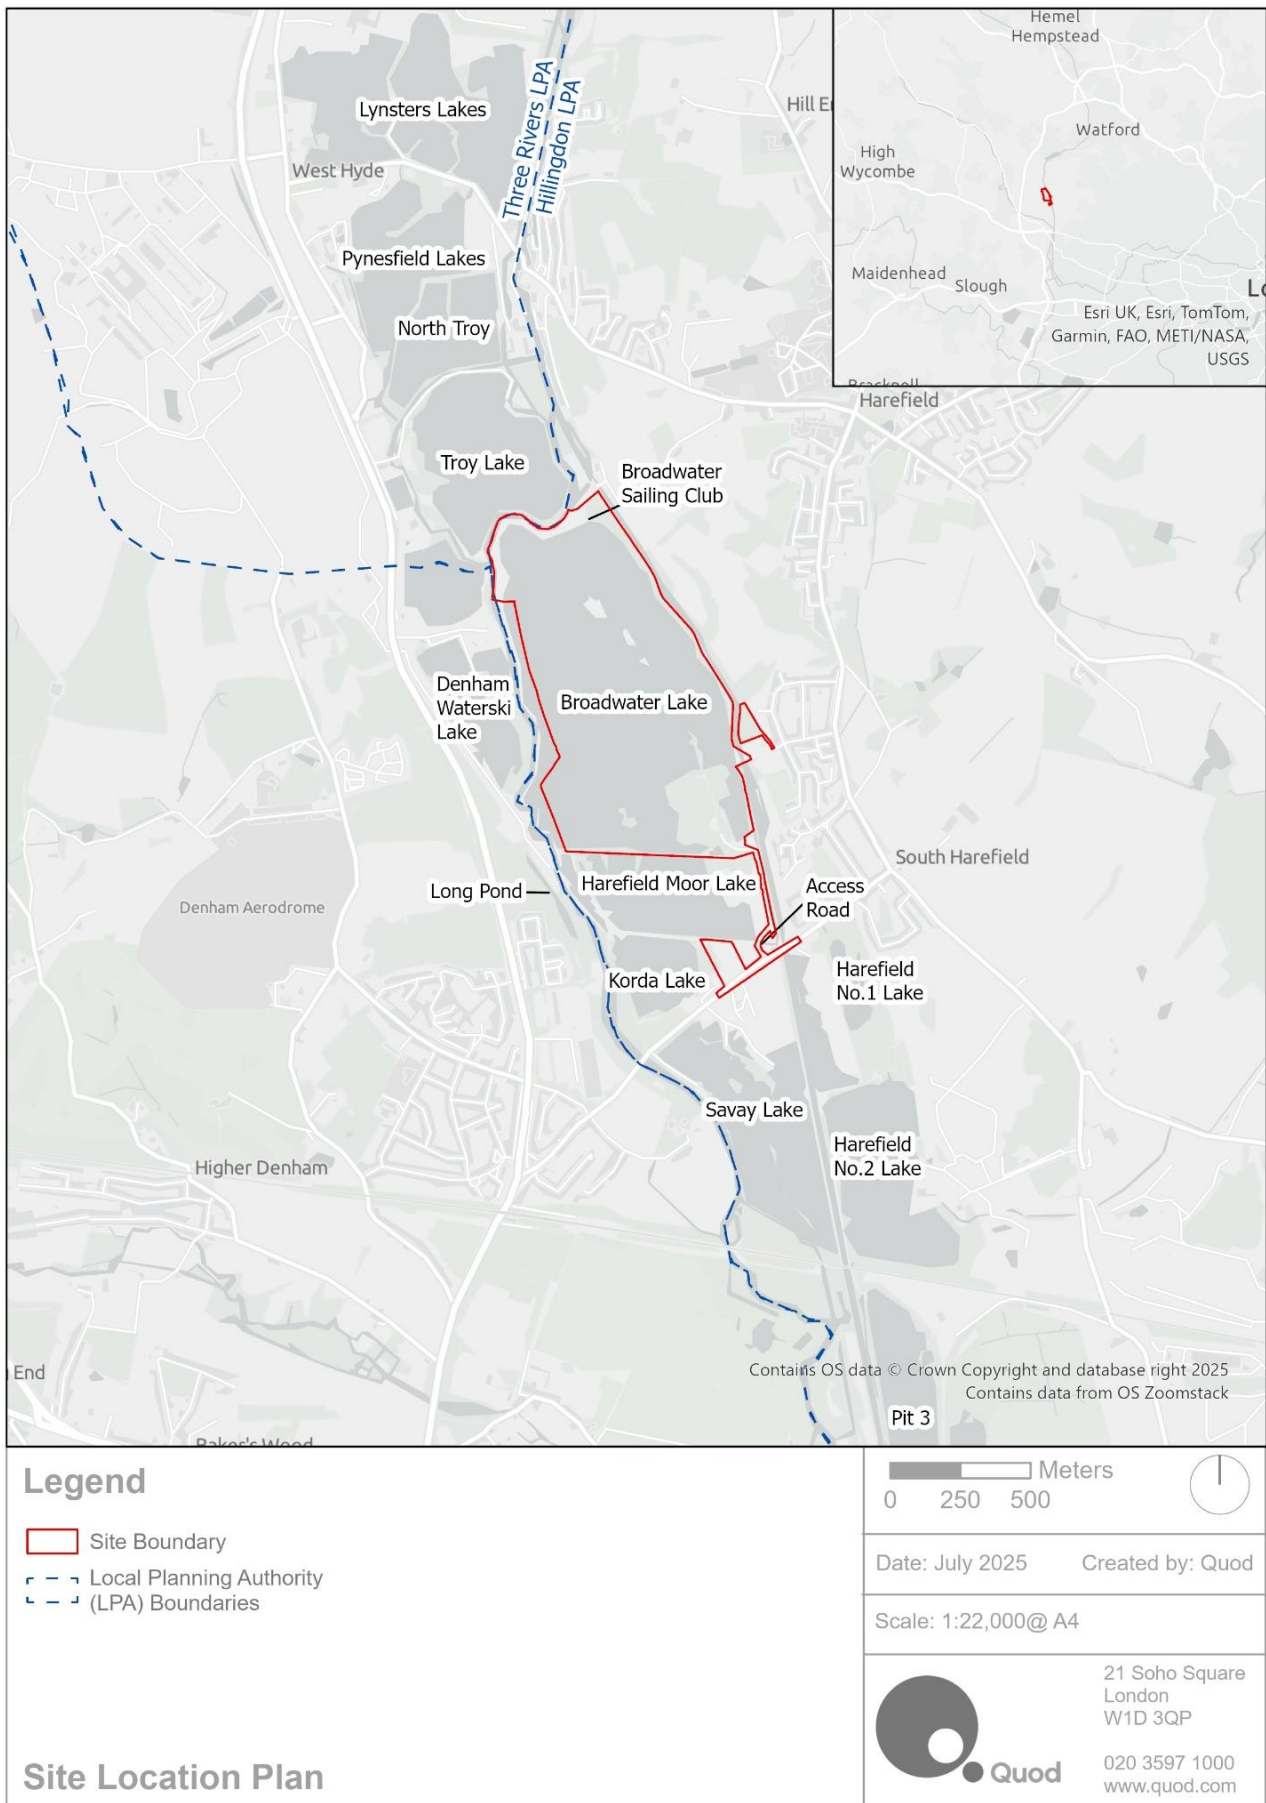 Hemel
Hempstead
Watford
High
Wycombe
Maidenhead
Slough
Esri UK, Esri, TomTom,
Garmin, FAO, METI/NASA,
USGS
Three Rivers LPA
Hillingdon LPA
Lynsters Lakes
West Hyde
Pynesfield Lakes
North Troy
Harefield
Troy Lake
Broadwater
Sailing Club
Denham
Waterski
Lake
Broadwater Lake
South Harefield
Harefield Moor Lake
Long Pond
Access
Road
Denham Aerodrome
Korda Lake
Harefield
No.1 Lake
Savay Lake
Harefield
No.2 Lake
Higher Denham
End
Contains OS data © Crown Copyright and database right 2025
Contains data from OS Zoomstack
Pit 3
Baker's Wood
Legend
Site Boundary
Local Planning Authority
(LPA) Boundaries
Site Location Plan
Meters
0 250 500
Date: July 2025 Created by: Quod
Scale: 1:22,000@ A4
Quod
21 Soho Square
London
W1D 3QP
020 3597 1000
www.quod.com